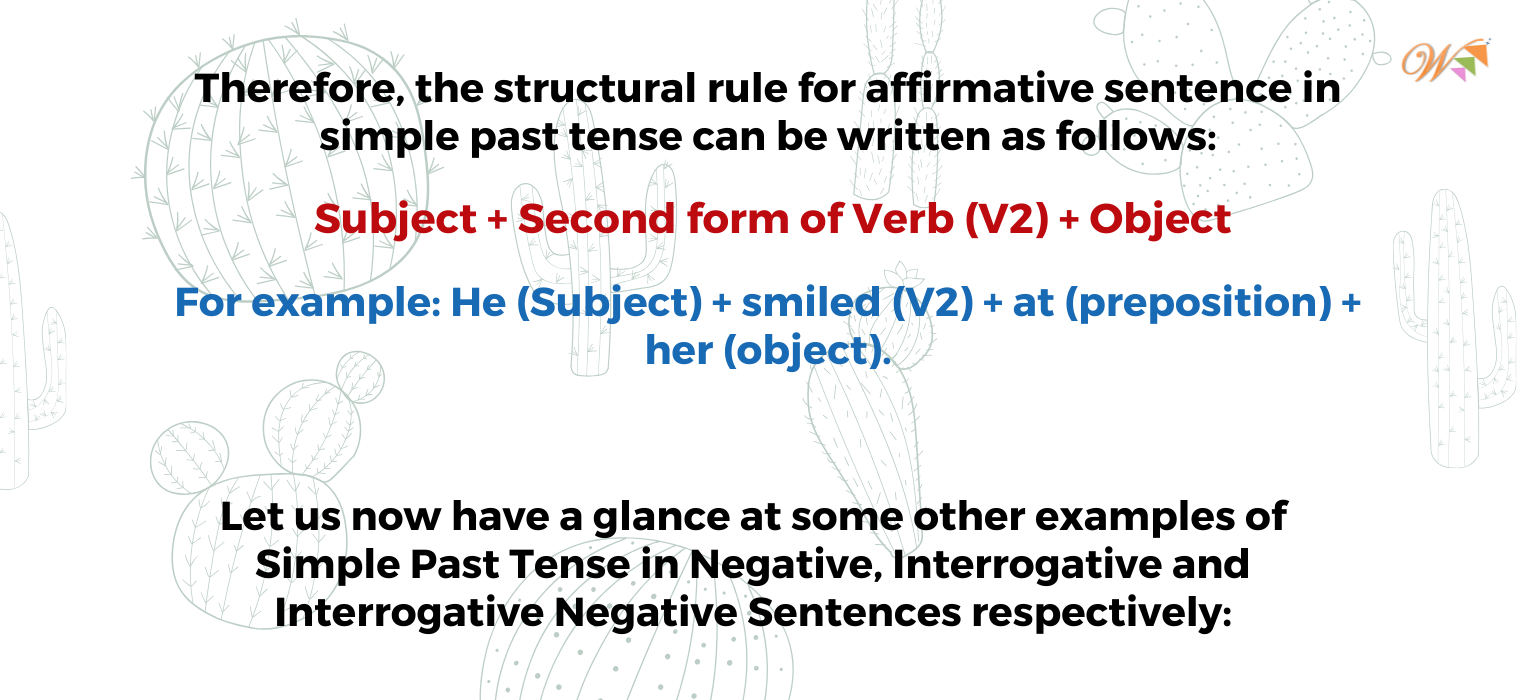 Therefore, the structural rule for affirmative sentence in
simple past tense can be written as follows:
Subject + Second form of Verb (V2) + Object
For example: He (Subject) + smiled (V2) + at (preposition) +
her (object).
Let us now have a glance at some other examples of
Simple Past Tense in Negative, Interrogative and
Interrogative Negative Sentences respectively:
W